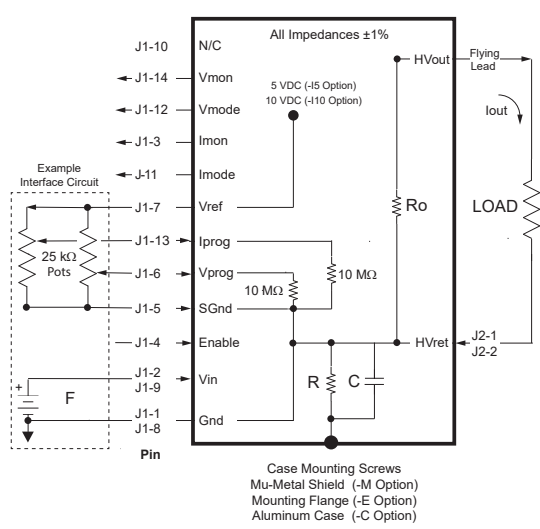 All Impedances ±1%
J1-10 N/C
HVout
Flying
Lead
J1-14 Vmon
5 VDC (-I5 Option)
10 VDC (-I10 Option)
J1-12 Vmode
Iout
J1-3 Imon
Example
Interface Circuit
J-11 Imode
J1-7 Vref
Ro
LOAD
J1-13 Iprog
25 kΩ
Pots
J1-6 Vprog
10 MΩ
10 MΩ
J1-5 SGnd
J1-4 Enable
HVret
J2-1
J2-2
J1-2
J1-9
Vin
R
C
+
F
J1-1
J1-8
Gnd
Pin
Case Mounting Screws
Mu-Metal Shield (-M Option)
Mounting Flange (-E Option)
Aluminum Case (-C Option)